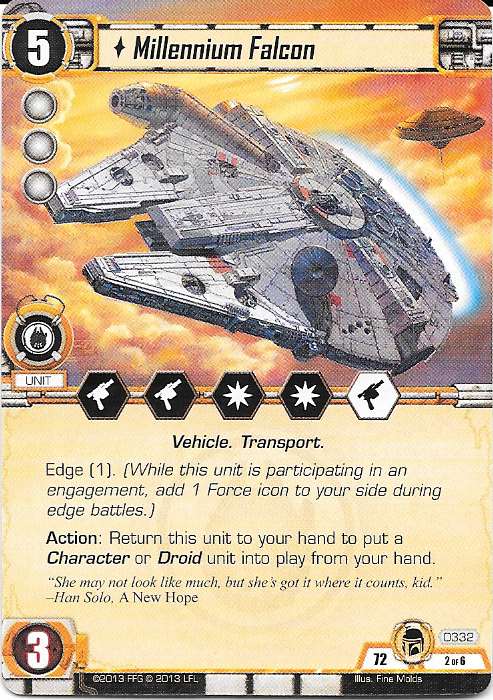 5
Millennium Falcon
UNIT
Vehicle. Transport.
Edge (1). (While this unit is participating in an
engagement, add 1 Force icon to your side during
edge battles.)
Action: Return this unit to your hand to put a
Character or Droid unit into play from your hand.
“She may not look like much, but she's got it where it counts, kid.”
–Han Solo, A New Hope
3
0332
72
2 OF 6
©2013 FFG © 2013 LFL
Illus. Fine Molds